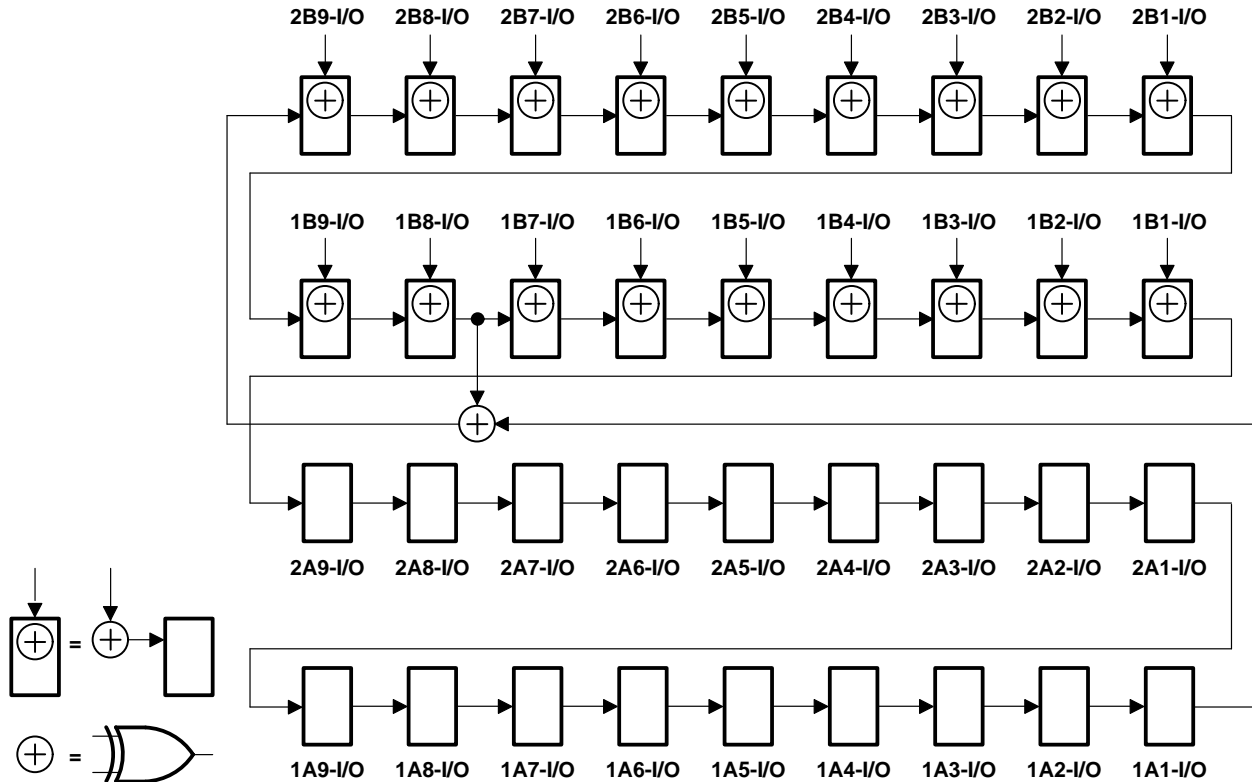 2B9-I/O 2B8-I/O 2B7-I/O 2B6-I/O 2B5-I/O 2B4-I/O 2B3-I/O 2B2-I/O 2B1-I/O
1B9-I/O 1B8-I/O 1B7-I/O 1B6-I/O 1B5-I/O 1B4-I/O 1B3-I/O 1B2-I/O 1B1-I/O
2A9-I/O 2A8-I/O 2A7-I/O 2A6-I/O 2A5-I/O 2A4-I/O 2A3-I/O 2A2-I/O 2A1-I/O
=
=
1A9-I/O 1A8-I/O 1A7-I/O 1A6-I/O 1A5-I/O 1A4-I/O 1A3-I/O 1A2-I/O 1A1-I/O